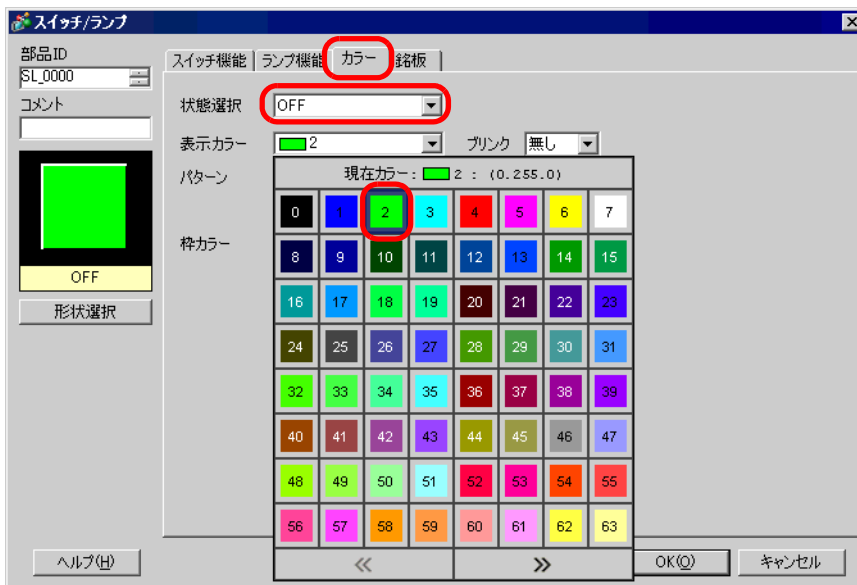 スイッチ/ランプ
部品ID
SL_0000
コメント
OFF
形状選択
スイッチ機能 ランプ機能 カラー 銘板
状態選択 OFF
表示カラー 2 ブリンク 無し
パターン
枠カラー
現在カラー: 2 : (0.255.0)
0 1 2 3 4 5 6 7
8 9 10 11 12 13 14 15
16 17 18 19 20 21 22 23
24 25 26 27 28 29 30 31
32 33 34 35 36 37 38 39
40 41 42 43 44 45 46 47
48 49 50 51 52 53 54 55
56 57 58 59 60 61 62 63
« »
ヘルプ(H) OK(O) キャンセル